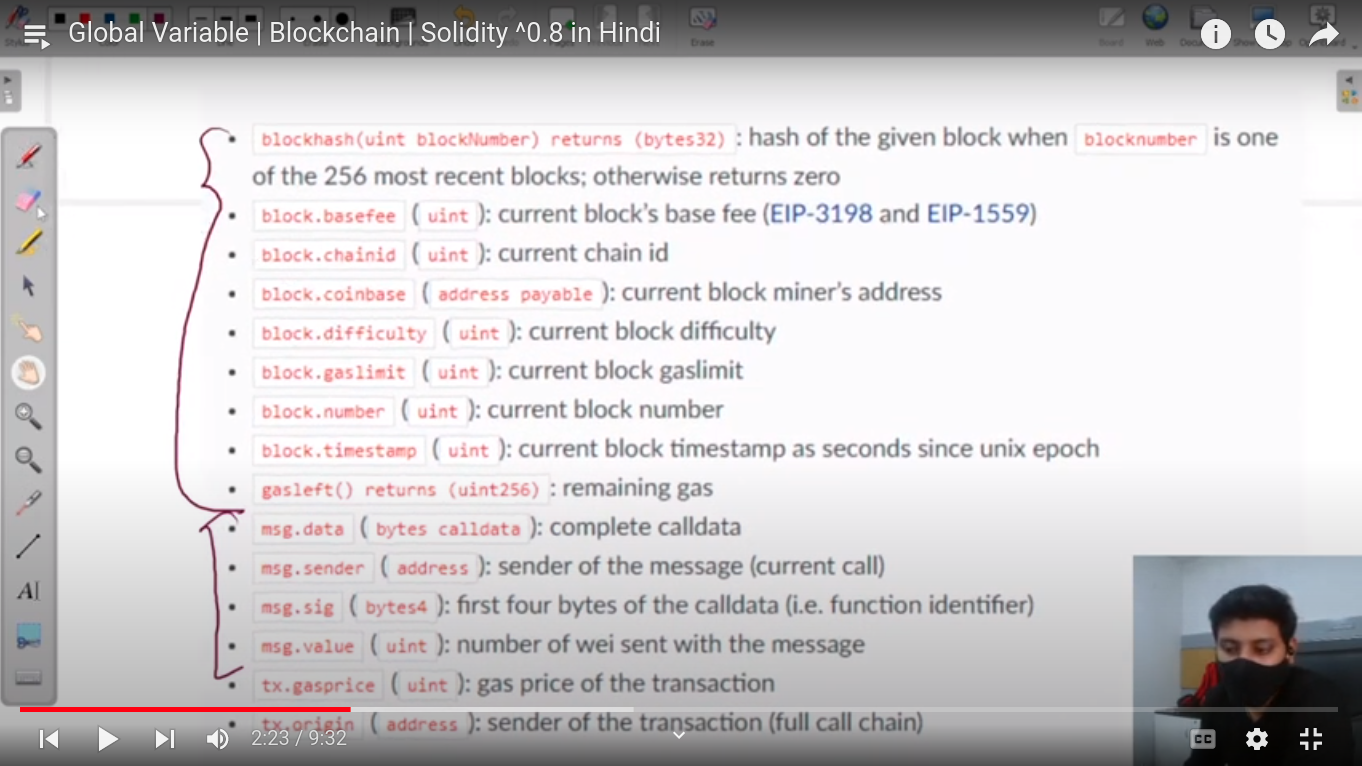 Global Variable | Blockchain | Solidity ^0.8 in Hindi
Erase
Board
Web
• blockhash(uint blockNumber) returns (bytes32) : hash of the given block when blocknumber is one
of the 256 most recent blocks; otherwise returns zero
• block.basefee ( uint ): current block’s base fee (EIP-3198 and EIP-1559)
• block.chainid ( uint ): current chain id
• block.coinbase ( address payable ): current block miner’s address
• block.difficulty ( uint ): current block difficulty
• block.gaslimit ( uint ): current block gaslimit
• block.number ( uint ): current block number
• block.timestamp ( uint ): current block timestamp as seconds since unix epoch
• gasleft() returns (uint256) : remaining gas
• msg.data ( bytes calldata ): complete calldata
• msg.sender ( address ): sender of the message (current call)
• msg.sig ( bytes4 ): first four bytes of the calldata (i.e. function identifier)
• msg.value ( uint ): number of wei sent with the message
• tx.gasprice ( uint ): gas price of the transaction
• tx.origin ( address ): sender of the transaction (full call chain)
A
2:23 / 9:32
CC